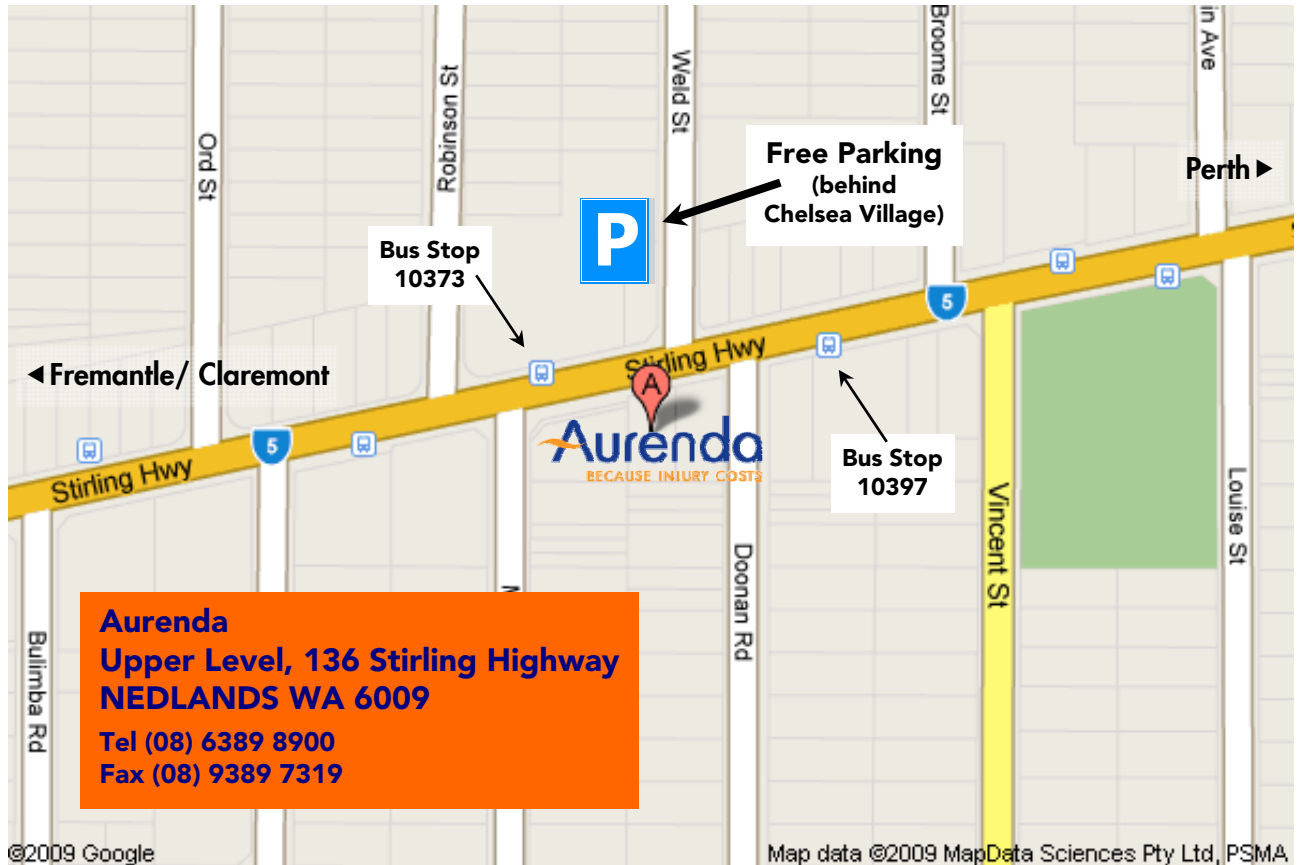 Broome St
in Ave
Weld St
Robinson St
Ord St
Free Parking
(behind
Chelsea Village)
Perth
P
Bus Stop
10373
5
Stirling Hwy
Fremantle/ Claremont
A
Aurenda
BECAUSE INJURY COSTS
5
Stirling Hwy
Bus Stop
10397
Vincent St
Louise St
Doonan Rd
Bulimba Rd
Aurenda
Upper Level, 136 Stirling Highway
NEDLANDS WA 6009
Tel (08) 6389 8900
Fax (08) 9389 7319
©2009 Google
Map data ©2009 MapData Sciences Pty Ltd, PSMA